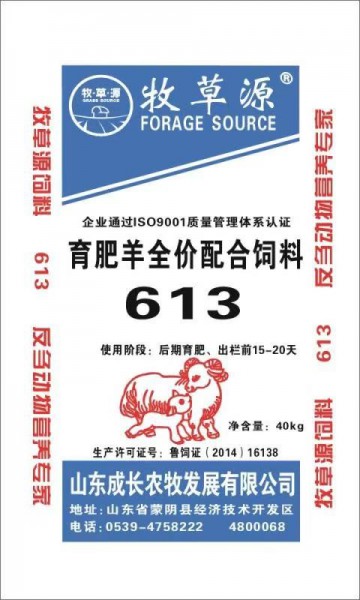 牧·草·源
GRASS SOURCE
牧草源®
FORAGE SOURCE
企业通过ISO9001质量管理体系认证
育肥羊全价配合饲料
613
使用阶段：后期育肥、出栏前15-20天
净含量：40kg
生产许可证号：鲁饲证（2014）16138
山东成长农牧发展有限公司
地址：山东省蒙阴县经济技术开发区
电话：0539-4758222 4800068
牧草源饲料 613 反刍动物营养专家
牧草源饲料 613 反刍动物营养专家